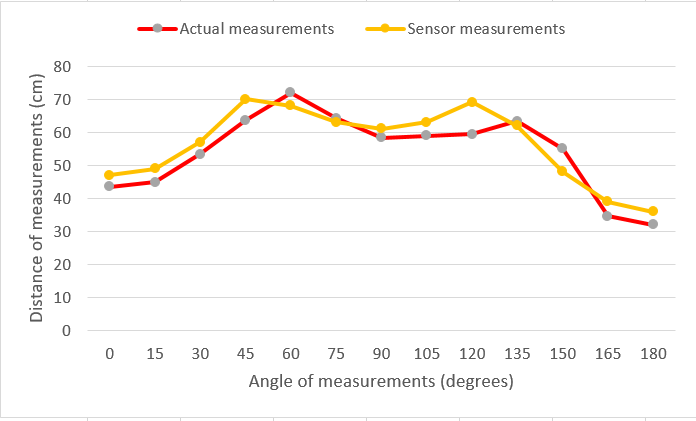 Actual measurements
Sensor measurements
Distance of measurements (cm)
80
70
60
50
40
30
20
10
0
0 15 30 45 60 75 90 105 120 135 150 165 180
Angle of measurements (degrees)